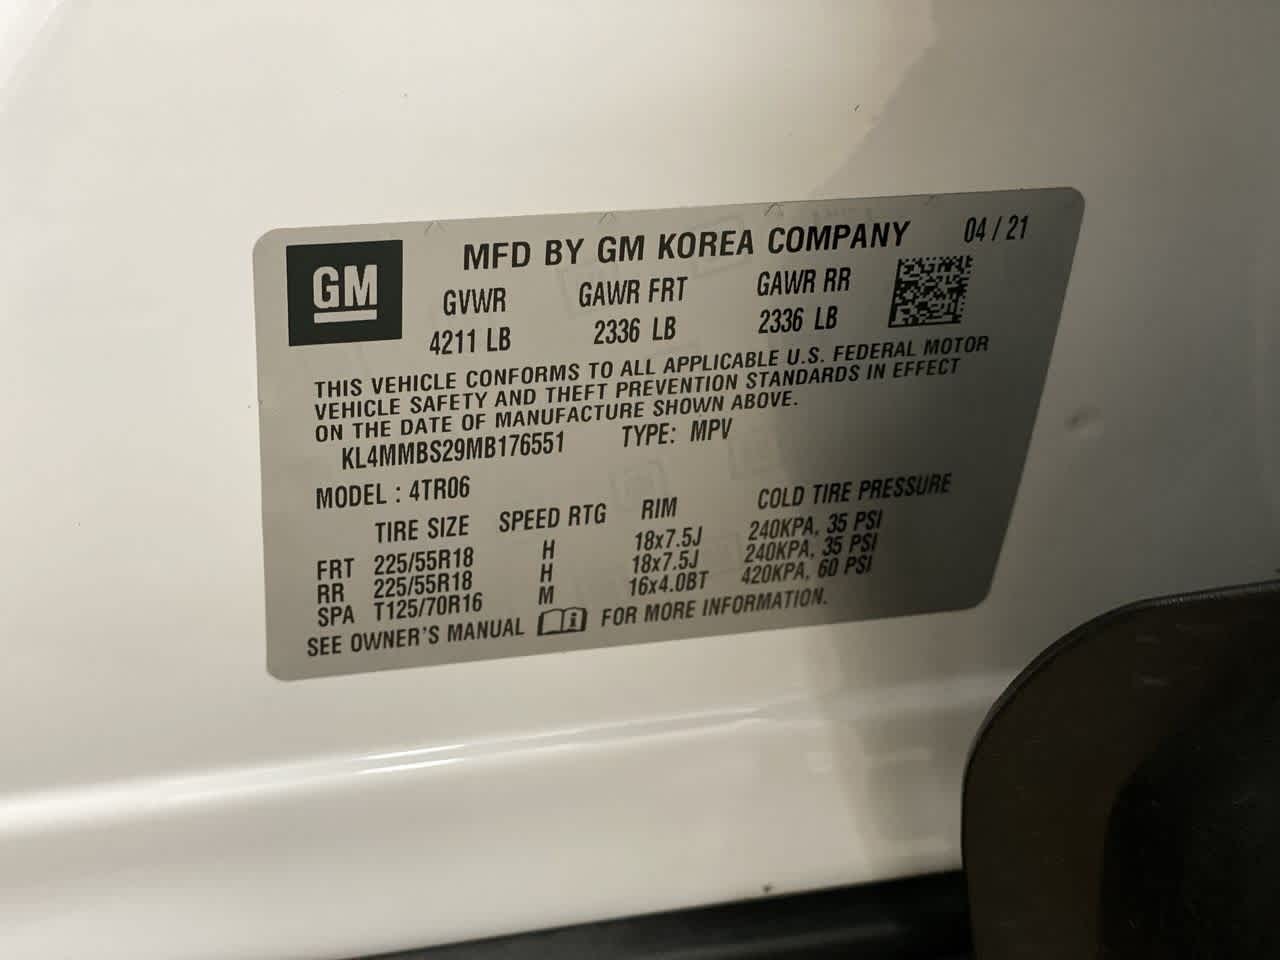 GM
MFD BY GM KOREA COMPANY 04 / 21
GVWR GAWR FRT GAWR RR
4211 LB 2336 LB 2336 LB
THIS VEHICLE CONFORMS TO ALL APPLICABLE U.S. FEDERAL MOTOR
VEHICLE SAFETY AND THEFT PREVENTION STANDARDS IN EFFECT
ON THE DATE OF MANUFACTURE SHOWN ABOVE.
KL4MMBS29MB176551 TYPE: MPV
MODEL : 4TR06
TIRE SIZE SPEED RTG RIM COLD TIRE PRESSURE
FRT 225/55R18 H 18x7.5J 240KPA, 35 PSI
RR 225/55R18 H 18x7.5J 240KPA, 35 PSI
SPA T125/70R16 M 16x4.0BT 420KPA, 60 PSI
SEE OWNER'S MANUAL i FOR MORE INFORMATION.